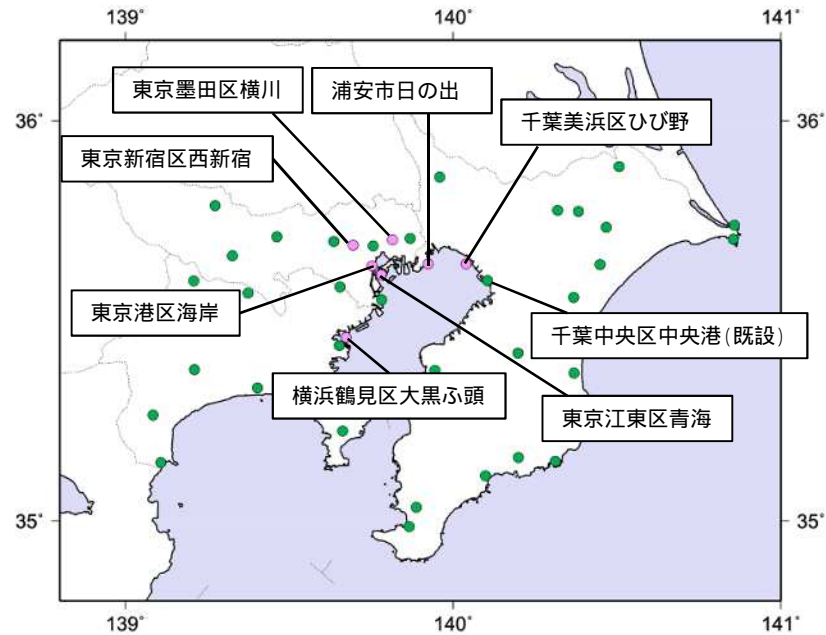 139˚
140˚
141˚
東京墨田区横川
浦安市日の出
36˚
千葉美浜区ひび野
36˚
東京新宿区西新宿
東京港区海岸
千葉中央区中央港(既設)
横浜鶴見区大黒ふ頭
東京江東区青海
35˚
35˚
139˚
140˚
141˚